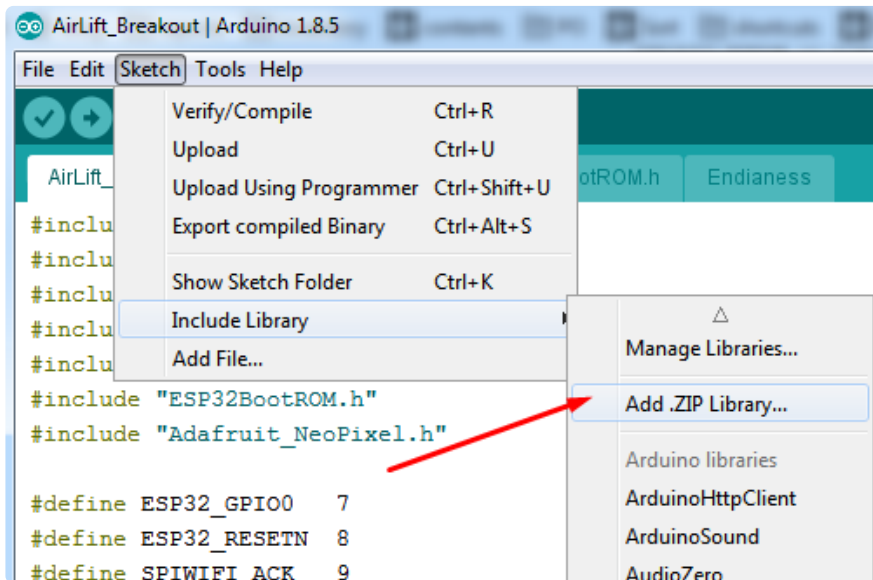 AirLift_Breakout | Arduino 1.8.5
File Edit Sketch Tools Help
Verify/Compile Ctrl+R
Upload Ctrl+U
Upload Using Programmer Ctrl+Shift+U
Export compiled Binary Ctrl+Alt+S
Show Sketch Folder Ctrl+K
Include Library
Add File...
Manage Libraries...
Add .ZIP Library...
Arduino libraries
ArduinoHttpClient
ArduinoSound
AudioZero
AirLift_
otROM.h
Endianess
#inclu
#inclu
#inclu
#inclu
#inclu
#include "ESP32BootROM.h"
#include "Adafruit_NeoPixel.h"
#define ESP32_GPIO0 7
#define ESP32_RESETN 8
#define SPIWIFI_ACK 9